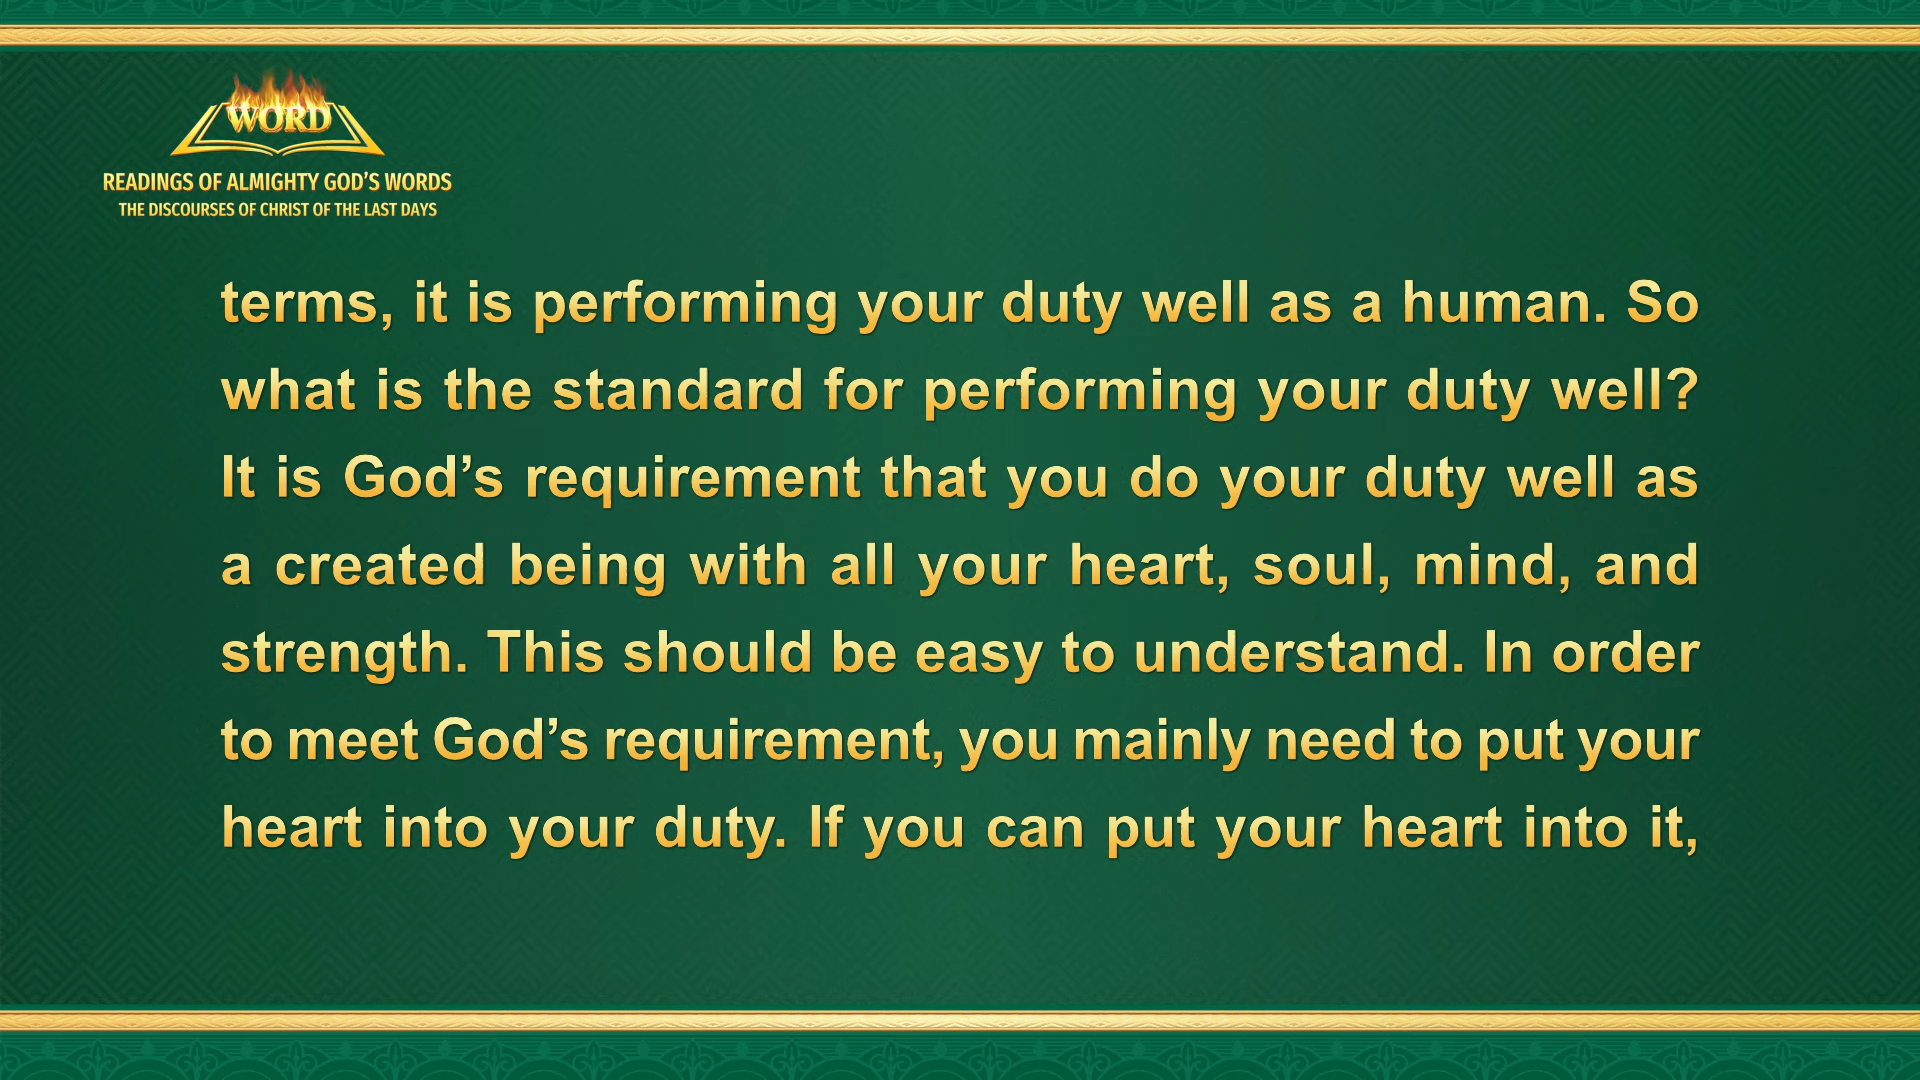 WORD
READINGS OF ALMIGHTY GOD’S WORDS
THE DISCOURSES OF CHRIST OF THE LAST DAYS
terms, it is performing your duty well as a human. So
what is the standard for performing your duty well?
It is God’s requirement that you do your duty well as
a created being with all your heart, soul, mind, and
strength. This should be easy to understand. In order
to meet God’s requirement, you mainly need to put your
heart into your duty. If you can put your heart into it,